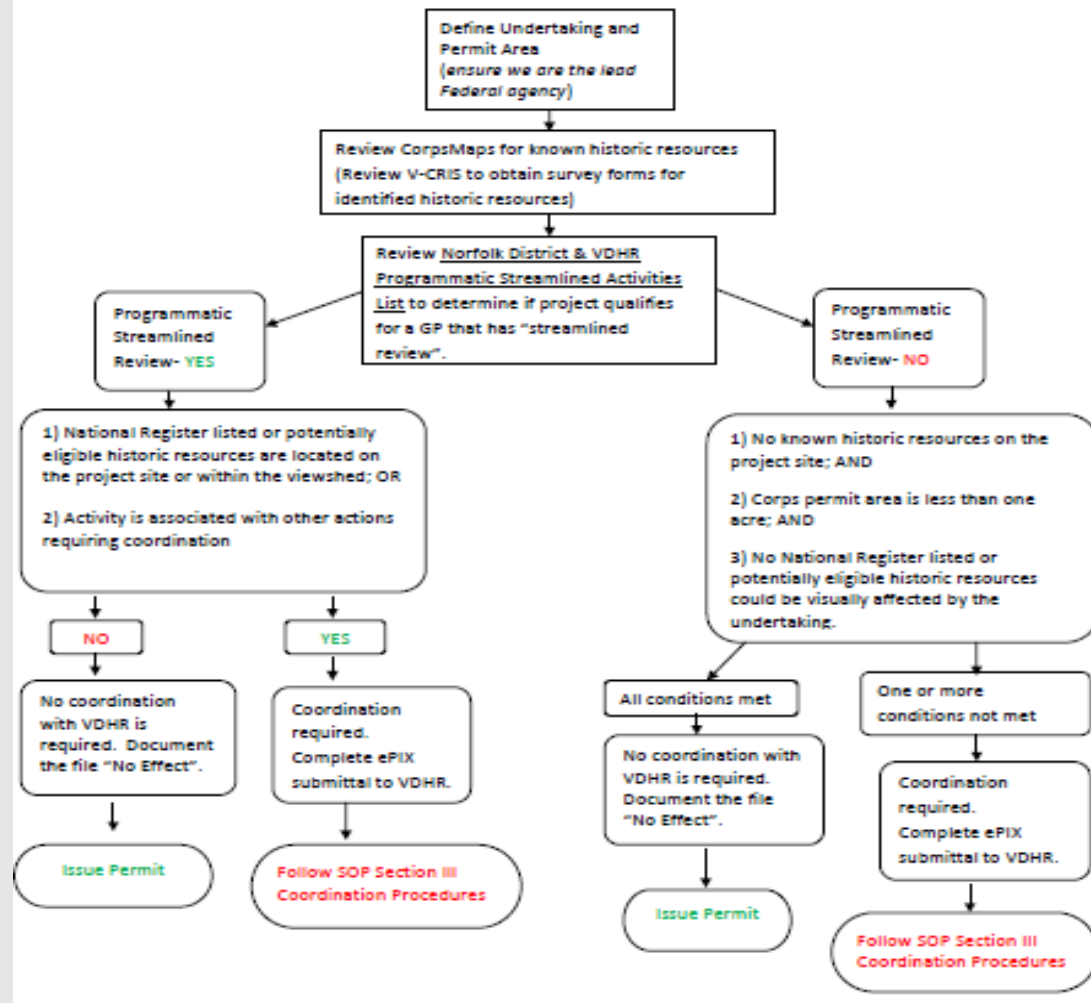 Define Undertaking and
Permit Area
(ensure we are the lead
Federal agency)
Review CorpsMaps for known historic resources
(Review V-CRIS to obtain survey forms for
identified historic resources)
Review Norfolk District & VDHR
Programmatic Streamlined Activities
List to determine if project qualifies
for a GP that has “streamlined
review”.
Programmatic
Streamlined
Review- YES
Programmatic
Streamlined
Review- NO
1) National Register listed or potentially
eligible historic resources are located on
the project site or within the viewshed; OR
2) Activity is associated with other actions
requiring coordination
1) No known historic resources on the
project site; AND
2) Corps permit area is less than one
acre; AND
3) No National Register listed or
potentially eligible historic resources
could be visually affected by the
undertaking.
NO
YES
All conditions met
One or more
conditions not met
No coordination
with VDHR is
required. Document
the file “No Effect”.
Coordination
required.
Complete ePIX
submittal to VDHR.
No coordination with
VDHR is required.
Document the file
“No Effect”.
Coordination
required.
Complete ePIX
submittal to VDHR.
Issue Permit
Follow SOP Section III
Coordination Procedures
Issue Permit
Follow SOP Section III
Coordination Procedures